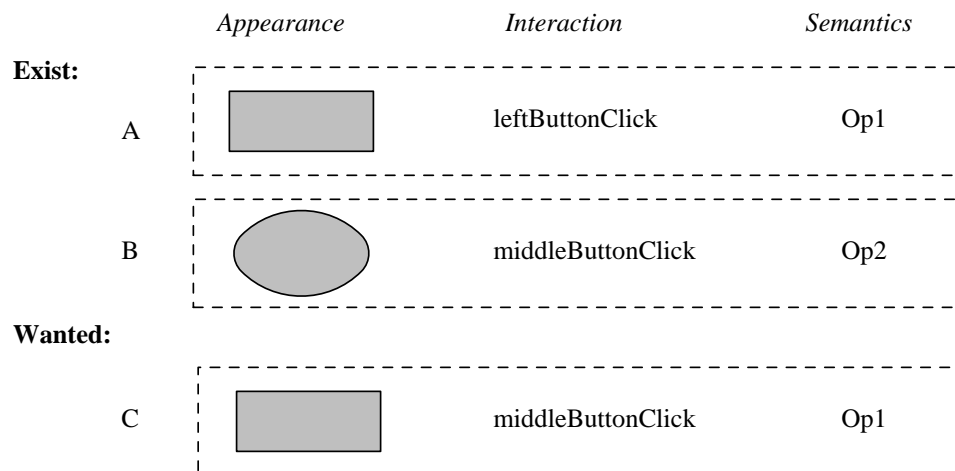 Appearance Interaction Semantics
Exist:
A leftButtonClick Op1
B middleButtonClick Op2
Wanted:
C middleButtonClick Op1